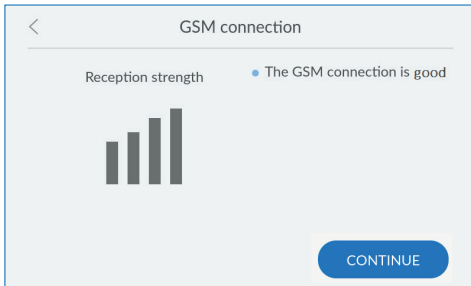 GSM connection
Reception strength
The GSM connection is good
CONTINUE